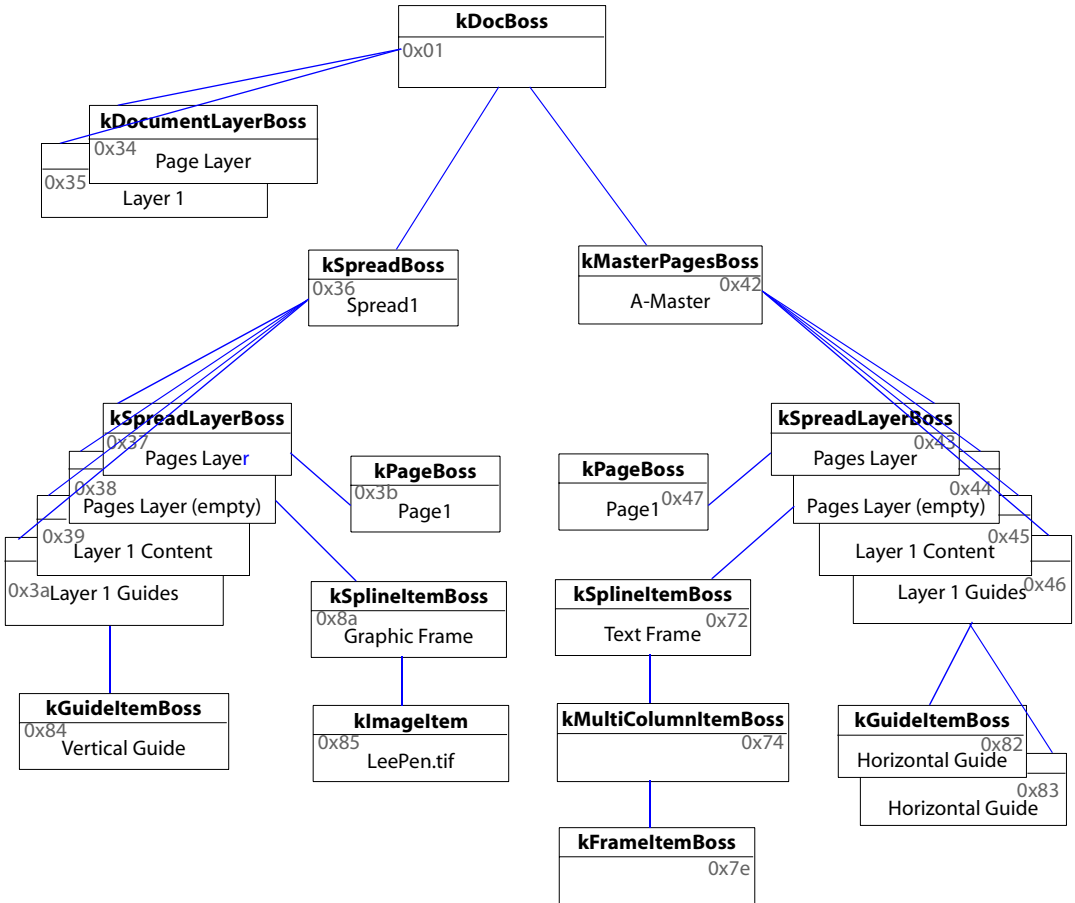 kDocBoss
0x01
kDocumentLayerBoss
0x34
Page Layer
0x35
Layer 1
kSpreadBoss
0x36
Spread1
kMasterPagesBoss
0x42
A-Master
kSpreadLayerBoss
0x37
Pages Layer
0x38
Pages Layer (empty)
0x39
Layer 1 Content
0x3a
Layer 1 Guides
kPageBoss
0x3b
Page1
kPageBoss
0x47
Page1
kSpreadLayerBoss
0x43
Pages Layer
0x44
Pages Layer (empty)
0x45
Layer 1 Content
0x46
Layer 1 Guides
kSplineItemBoss
0x8a
Graphic Frame
kSplineItemBoss
0x72
Text Frame
kGuideItemBoss
0x84
Vertical Guide
kImageItem
0x85
LeePen.tif
kMultiColumnItemBoss
0x74
kGuideItemBoss
0x82
Horizontal Guide
0x83
Horizontal Guide
kFrameItemBoss
0x7e